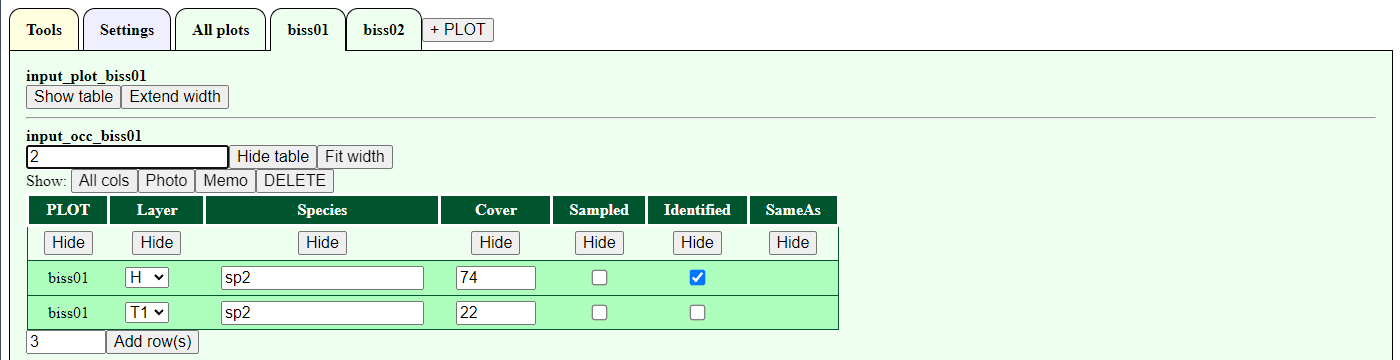 Tools Settings All plots biss01 biss02 + PLOT
input_plot_biss01
Show table Extend width
input_occ_biss01
2 Hide table Fit width
Show: All cols Photo Memo DELETE
PLOT Layer Species Cover Sampled Identified SameAs
Hide Hide Hide Hide Hide Hide Hide
biss01 H sp2 74
biss01 T1 sp2 22
3 Add row(s)